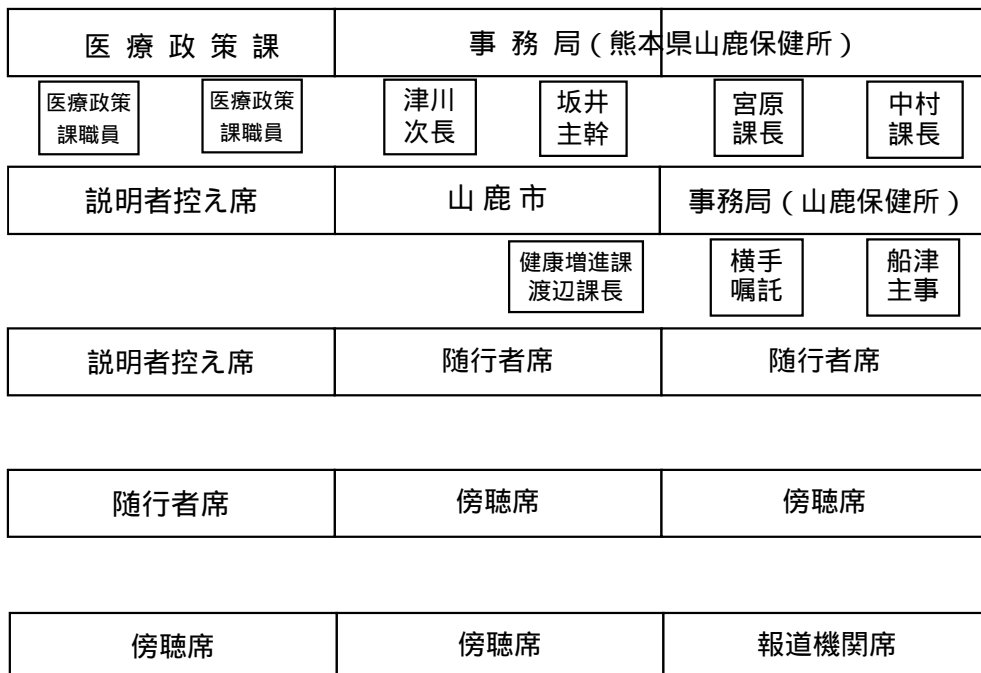 医療政策課
事務局(熊本県山鹿保健所)
医療政策
課職員
医療政策
課職員
津川
次長
坂井
主幹
宮原
課長
中村
課長
説明者控え席
山鹿市
事務局(山鹿保健所)
健康増進課
渡辺課長
横手
嘱託
船津
主事
説明者控え席
随行者席
随行者席
随行者席
傍聴席
傍聴席
傍聴席
傍聴席
報道機関席